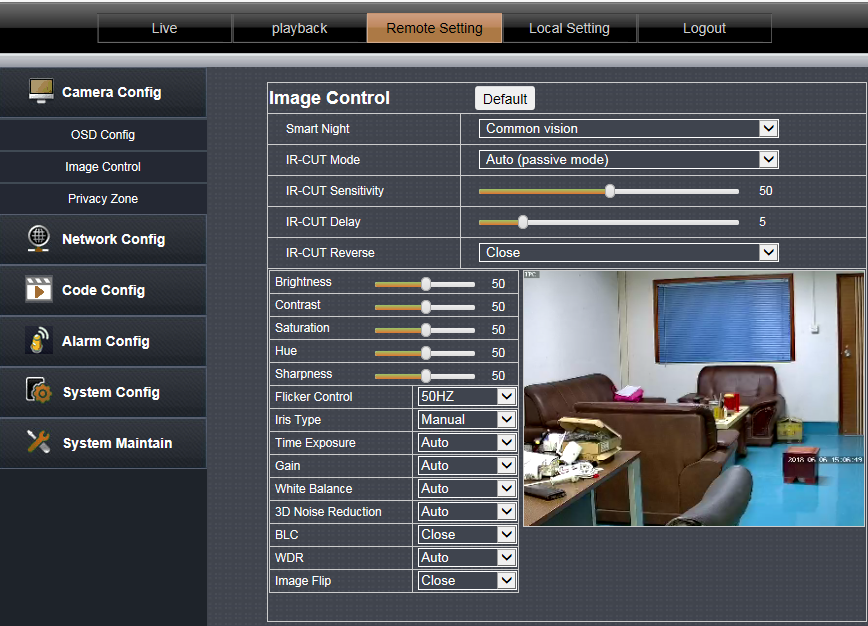 Live playback Remote Setting Local Setting Logout
Camera Config
OSD Config
Image Control
Privacy Zone
Network Config
Code Config
Alarm Config
System Config
System Maintain
Image Control Default
Smart Night Common vision
IR-CUT Mode Auto (passive mode)
IR-CUT Sensitivity 50
IR-CUT Delay 5
IR-CUT Reverse Close
Brightness 50
Contrast 50
Saturation 50
Hue 50
Sharpness 50
Flicker Control 50HZ
Iris Type Manual
Time Exposure Auto
Gain Auto
White Balance Auto
3D Noise Reduction Auto
BLC Close
WDR Auto
Image Flip Close
IPC
2018 06 06 15:06:49